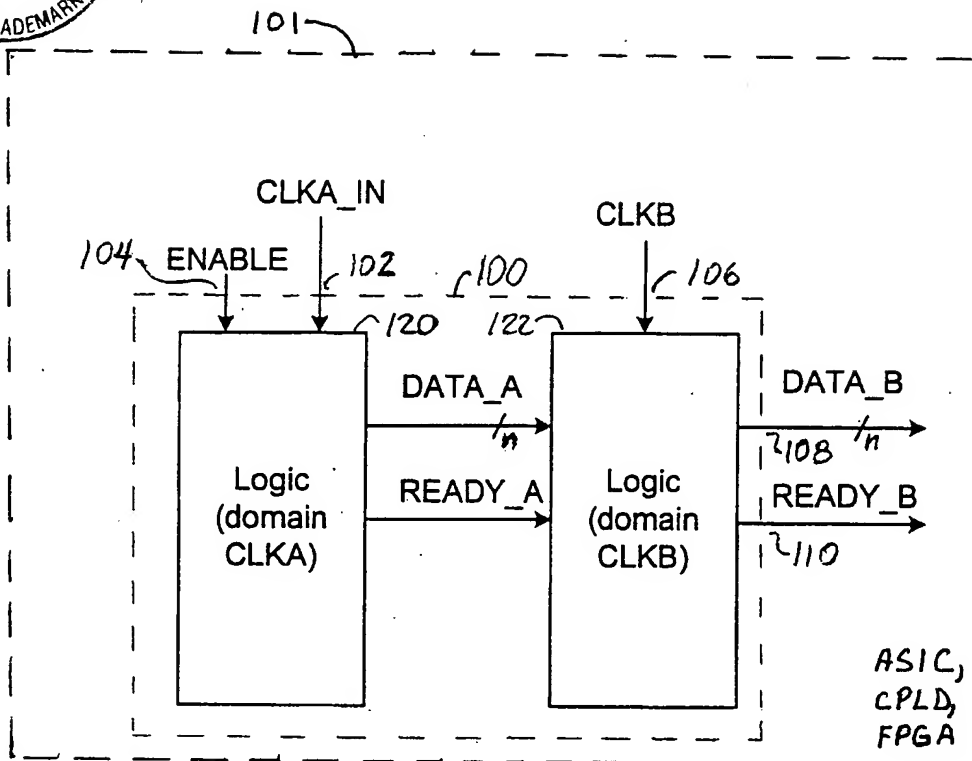 ADEMARK
101
CLKA_IN
CLKB
104 ENABLE
102
100
106
120
122
DATA_A
n
DATA_B
108 n
READY_A
READY_B
110
Logic
(domain
CLKA)
Logic
(domain
CLKB)
ASIC,
CPLD,
FPGA